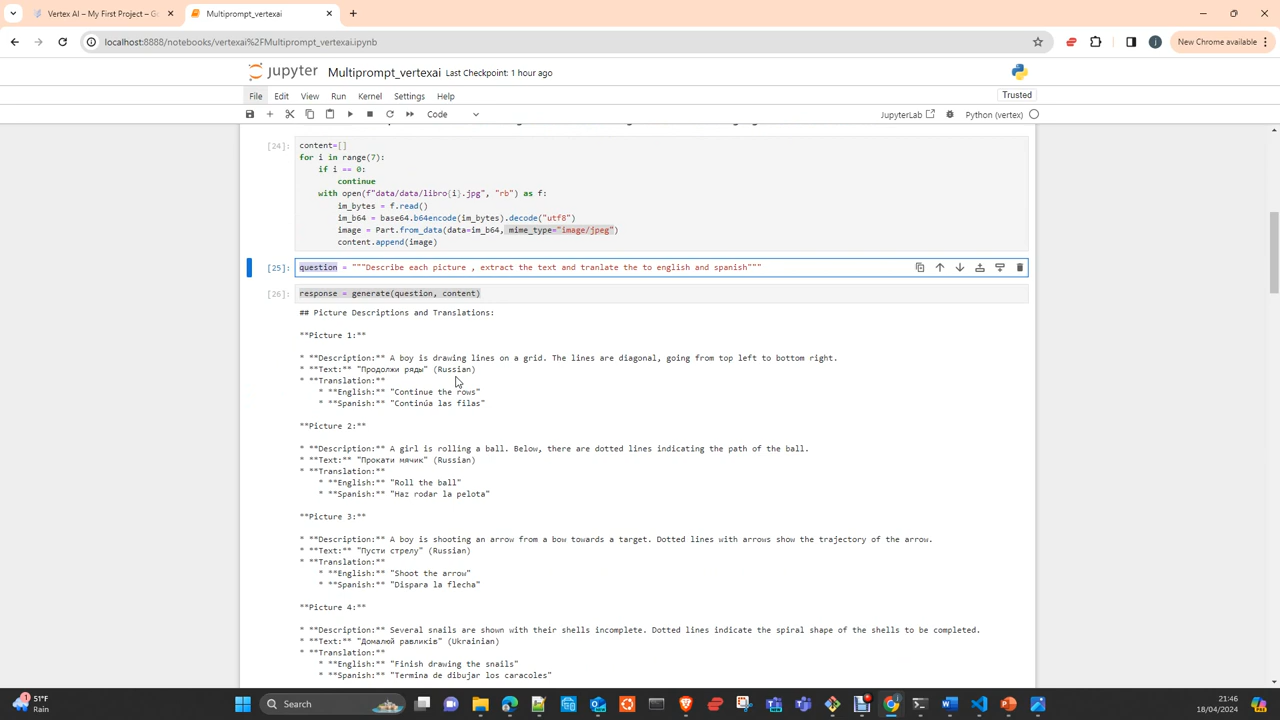 Vertex AI – My First Project – G
Multiprompt_vertexai
localhost:8888/notebooks/vertexai%2FMultiprompt_vertexai.ipynb
New Chrome available
jupyter
Multiprompt_vertexai Last Checkpoint: 1 hour ago
File Edit View Run Kernel Settings Help
Trusted
Code
JupyterLab
Python (vertex)
[24]:
content=[]
for i in range(7):
    if i == 0:
        continue
    with open(f"data/data/libro{i}.jpg", "rb") as f:
        im_bytes = f.read()
        im_b64 = base64.b64encode(im_bytes).decode("utf8")
        image = Part.from_data(data=im_b64, mime_type="image/jpeg")
        content.append(image)
[25]:
question = """Describe each picture , extract the text and tranlate the to english and spanish"""
[26]:
response = generate(question, content)
## Picture Descriptions and Translations:
**Picture 1:**
* **Description:** A boy is drawing lines on a grid. The lines are diagonal, going from top left to bottom right.
* **Text:** "Продолжи ряды" (Russian)
* **Translation:**
    * **English:** "Continue the rows"
    * **Spanish:** "Continúa las filas"
**Picture 2:**
* **Description:** A girl is rolling a ball. Below, there are dotted lines indicating the path of the ball.
* **Text:** "Прокати мячик" (Russian)
* **Translation:**
    * **English:** "Roll the ball"
    * **Spanish:** "Haz rodar la pelota"
**Picture 3:**
* **Description:** A boy is shooting an arrow from a bow towards a target. Dotted lines with arrows show the trajectory of the arrow.
* **Text:** "Пусти стрелу" (Russian)
* **Translation:**
    * **English:** "Shoot the arrow"
    * **Spanish:** "Dispara la flecha"
**Picture 4:**
* **Description:** Several snails are shown with their shells incomplete. Dotted lines indicate the spiral shape of the shells to be completed.
* **Text:** "Домалюй равликів" (Ukrainian)
* **Translation:**
    * **English:** "Finish drawing the snails"
    * **Spanish:** "Termina de dibujar los caracoles"
51°F
Rain
Search
21:46
18/04/2024